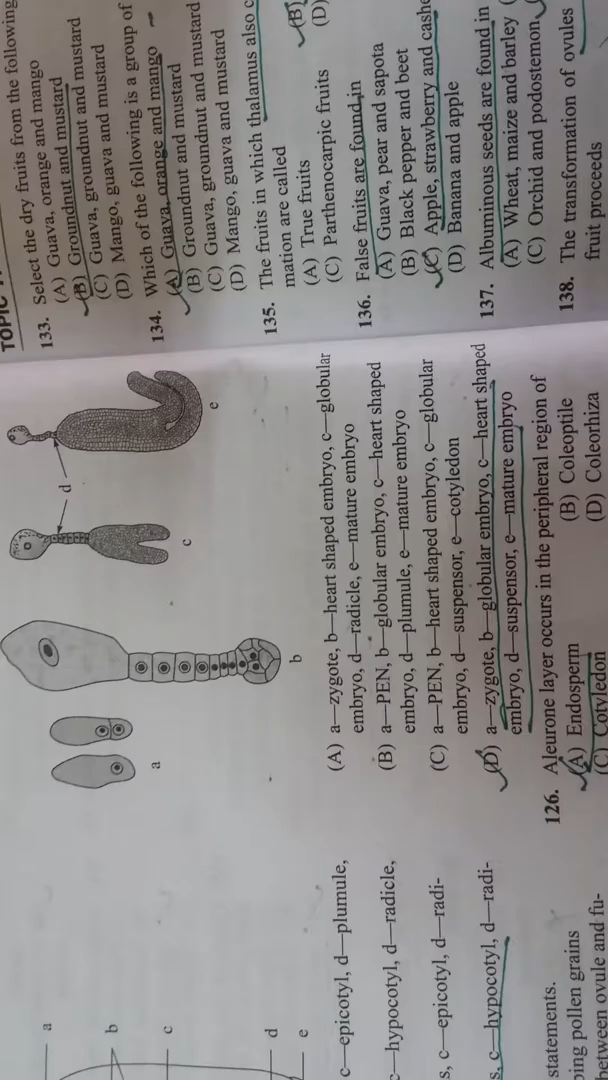 a
b
c
d
e
c—epicotyl, d—plumule,
c—hypocotyl, d—radicle,
s, c—epicotyl, d—radi-
s, c—hypocotyl, d—radi-
statements.
ping pollen grains
between ovule and fu-
a
b
c
d
e
(A) a—zygote, b—heart shaped embryo, c—globular
embryo, d—radicle, e—mature embryo
(B) a—PEN, b—globular embryo, c—heart shaped
embryo, d—plumule, e—mature embryo
(C) a—PEN, b—heart shaped embryo, c—globular
embryo, d—suspensor, e—cotyledon
(D) a—zygote, b—globular embryo, c—heart shaped
embryo, d—suspensor, e—mature embryo
126. Aleurone layer occurs in the peripheral region of
(A) Endosperm (B) Coleoptile
(C) Cotyledon (D) Coleorhiza
TOPIC
133. Select the dry fruits from the following
(A) Guava, orange and mango
(B) Groundnut and mustard
(C) Guava, groundnut and mustard
(D) Mango, guava and mustard
134. Which of the following is a group of
(A) Guava, orange and mango
(B) Groundnut and mustard
(C) Guava, groundnut and mustard
(D) Mango, guava and mustard
135. The fruits in which thalamus also c
mation are called
(A) True fruits (B)
(C) Parthenocarpic fruits (D)
136. False fruits are found in
(A) Guava, pear and sapota
(B) Black pepper and beet
(C) Apple, strawberry and cashe
(D) Banana and apple
137. Albuminous seeds are found in
(A) Wheat, maize and barley (
(C) Orchid and podostemon
138. The transformation of ovules
fruit proceeds